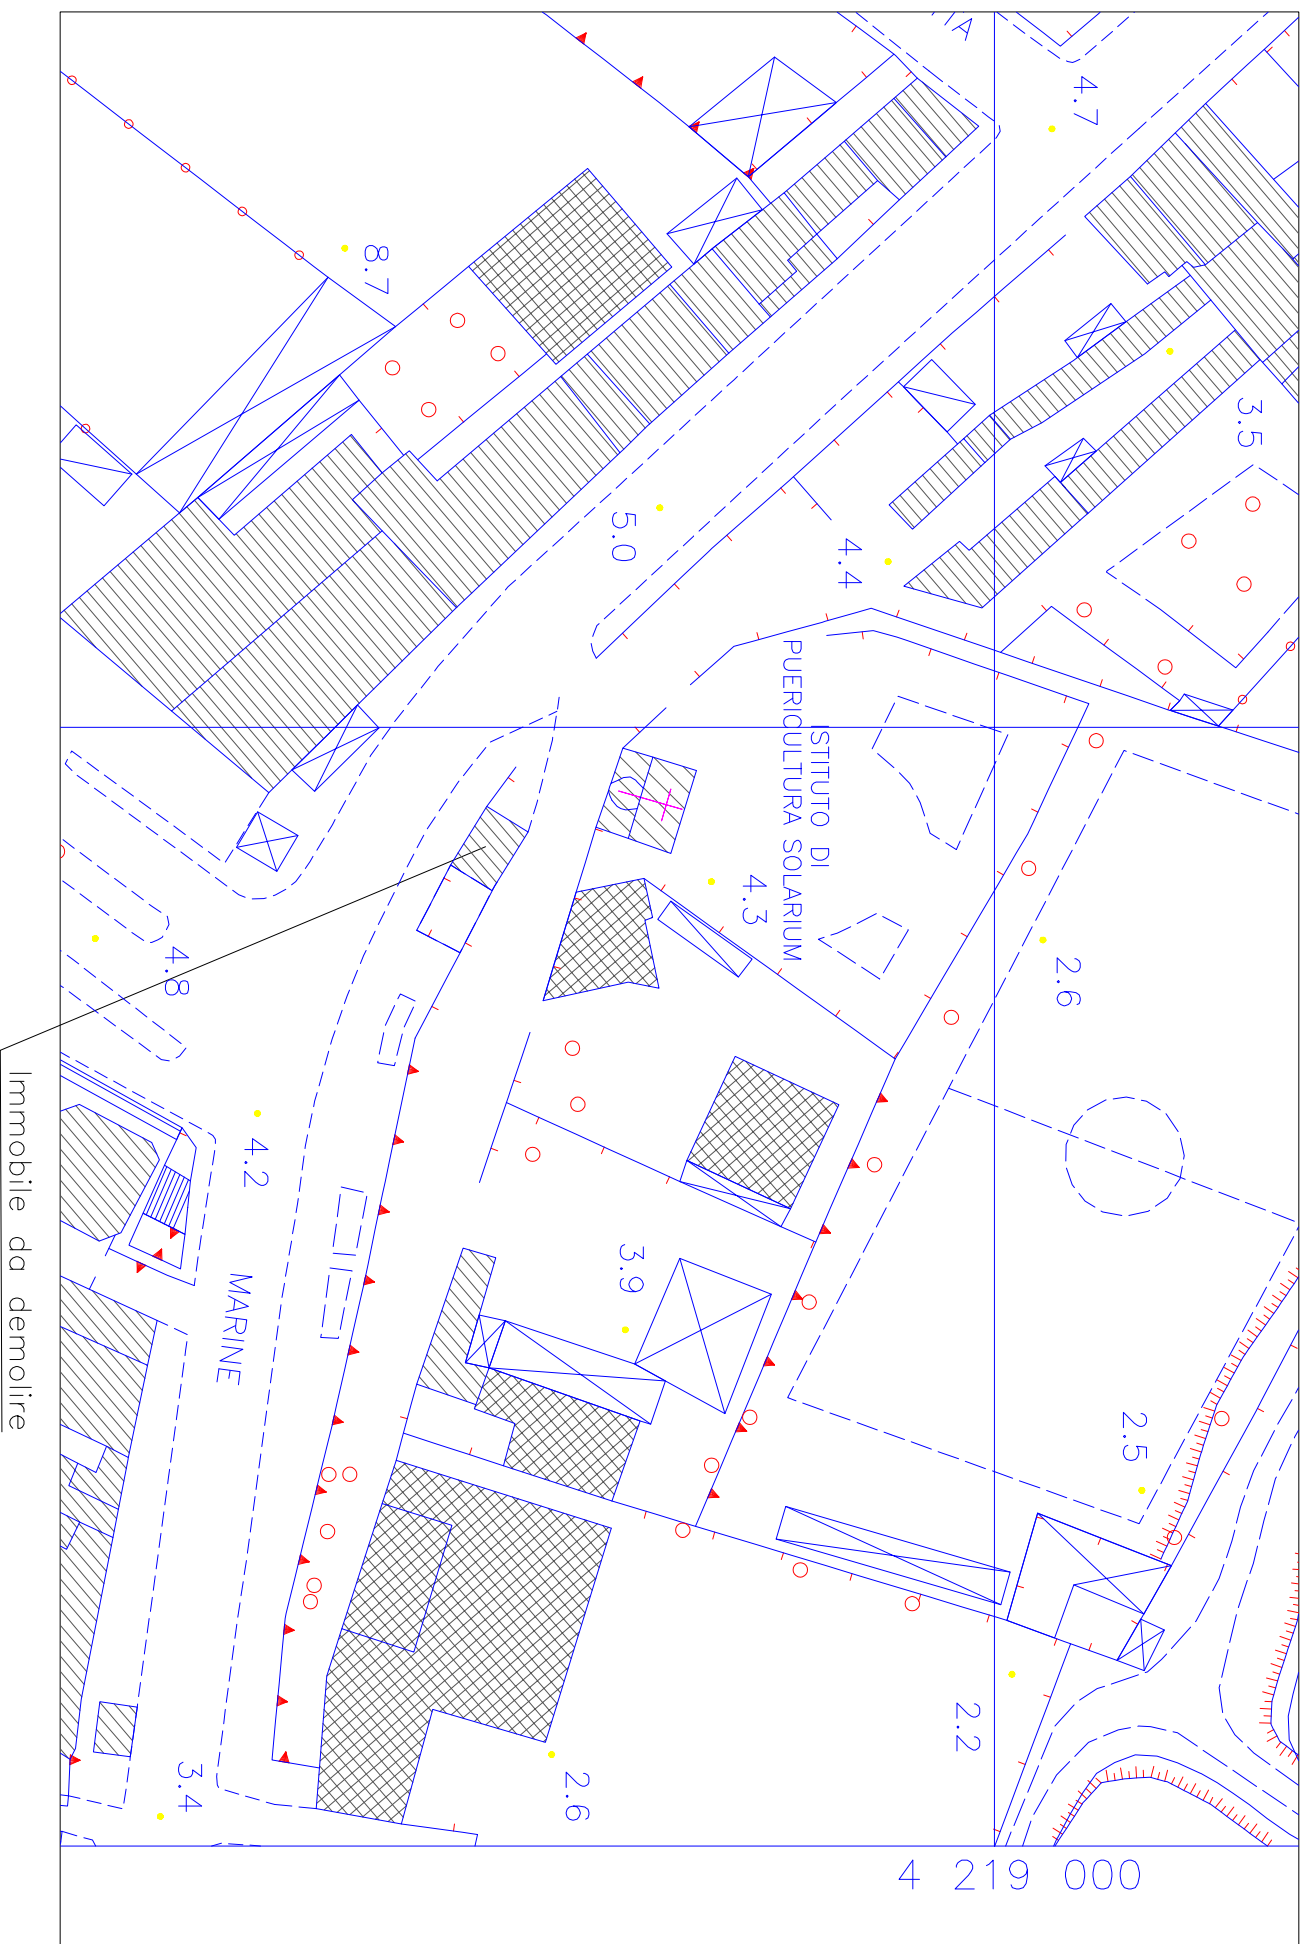 IA
4.7
8.7
3.5
5.0
4.4
ISTITUTO DI
PUERICULTURA SOLARIUM
4.3
2.6
4.8
4.2
MARINE
3.9
2.5
2.2
3.4
2.6
4 219 000
Immobile da demolire